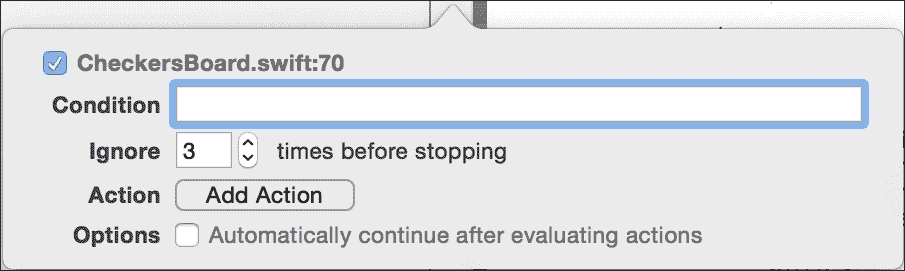 CheckersBoard.swift:70
Condition
Ignore 3 times before stopping
Action Add Action
Options Automatically continue after evaluating actions